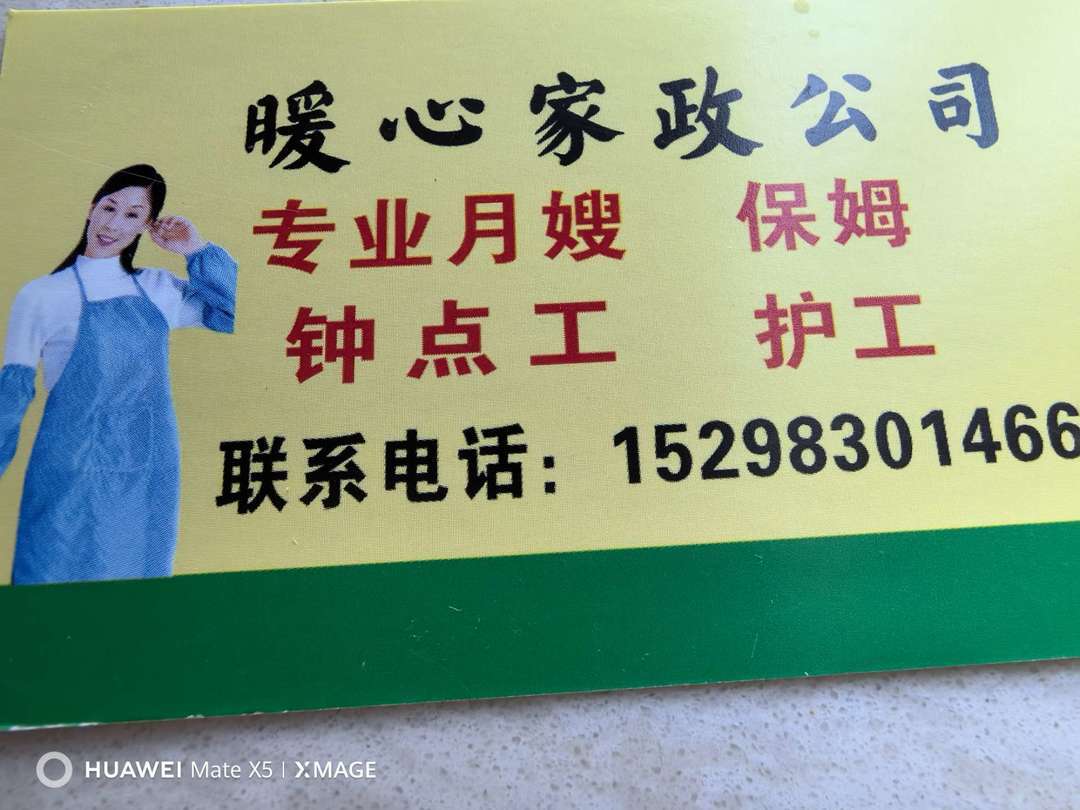 暖心家政公司
专业月嫂 保姆
钟点工 护工
联系电话：15298301466
HUAWEI Mate X5 | XMAGE